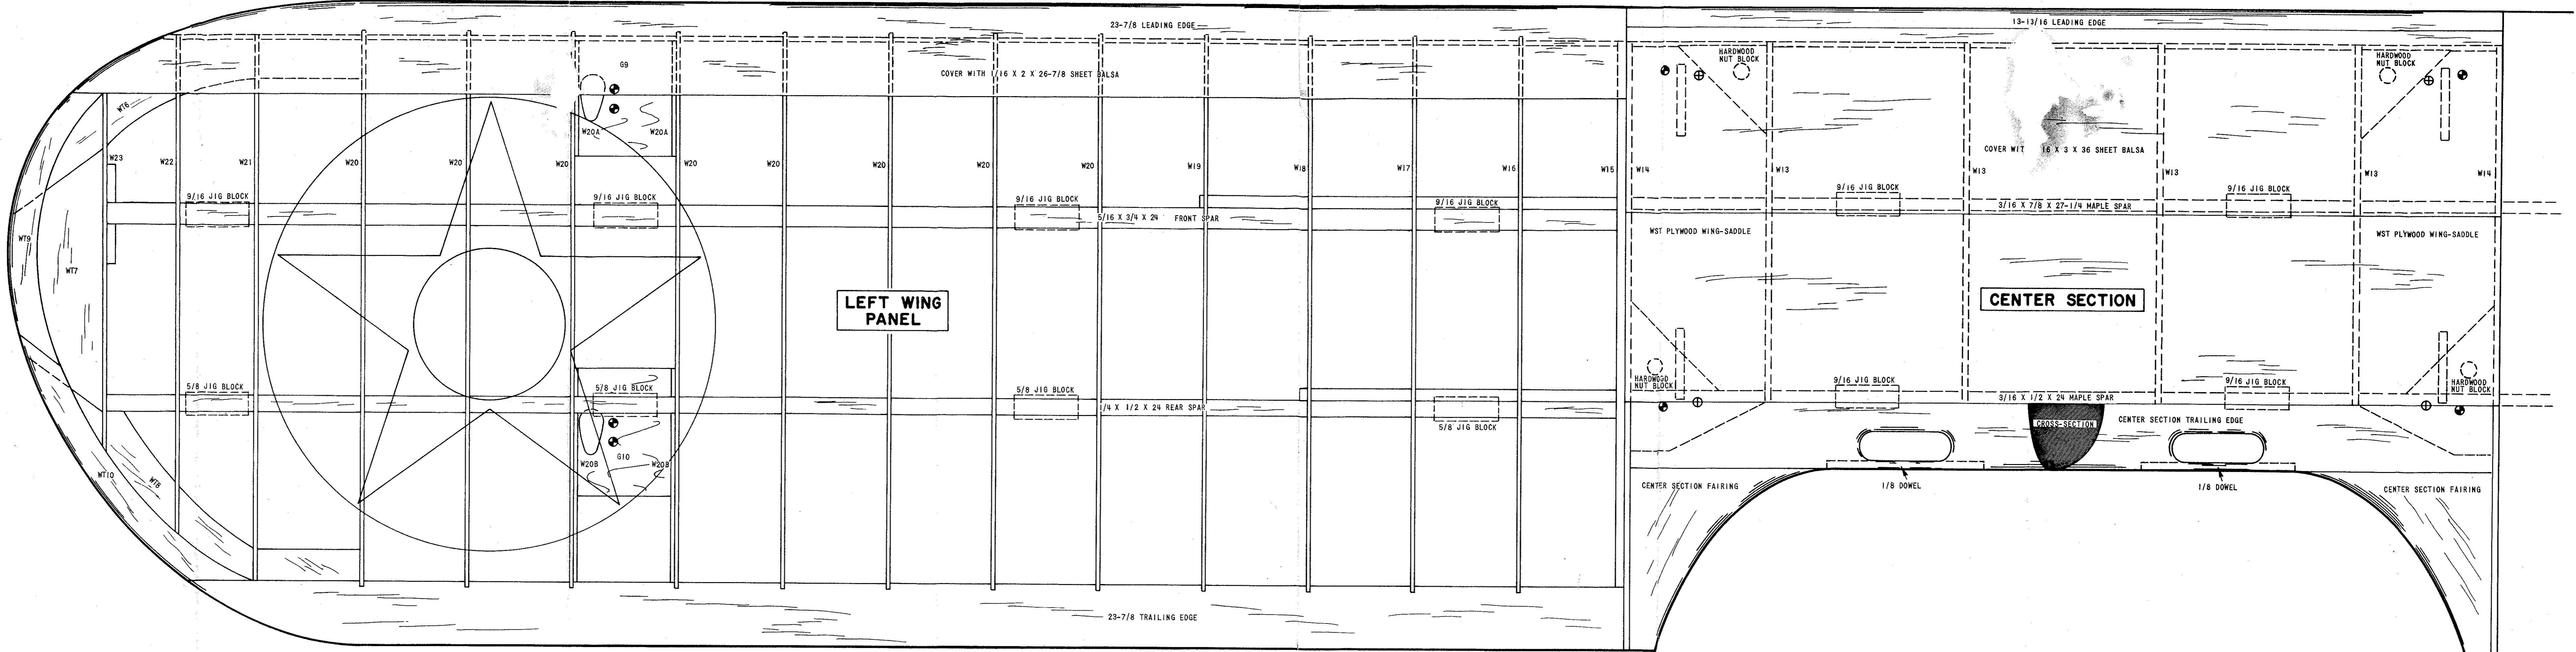 23-7/8 LEADING EDGE
13-13/16 LEADING EDGE
G9
COVER WITH 1/16 X 2 X 26-7/8 SHEET BALSA
HARDWOOD
NUT BLOCK
HARDWOOD
NUT BLOCK
WT6
W20A
W20A
COVER WIT 16 X 3 X 36 SHEET BALSA
W23
W22
W21
W20
W20
W20
W20
W20
W20
W20
W20
W19
W18
W17
W16
W15
W14
W13
W13
W13
W13
W14
9/16 JIG BLOCK
9/16 JIG BLOCK
9/16 JIG BLOCK
9/16 JIG BLOCK
9/16 JIG BLOCK
9/16 JIG BLOCK
5/16 X 3/4 X 24 FRONT SPAR
3/16 X 7/8 X 27-1/4 MAPLE SPAR
WT9
WT7
WST PLYWOOD WING-SADDLE
WST PLYWOOD WING-SADDLE
LEFT WING
PANEL
CENTER SECTION
5/8 JIG BLOCK
5/8 JIG BLOCK
5/8 JIG BLOCK
9/16 JIG BLOCK
9/16 JIG BLOCK
HARDWOOD
NUT BLOCK
HARDWOOD
NUT BLOCK
1/4 X 1/2 X 24 REAR SPAR
3/16 X 1/2 X 24 MAPLE SPAR
5/8 JIG BLOCK
CROSS-SECTION
CENTER SECTION TRAILING EDGE
W20B
G10
W20B
WT10
WT8
CENTER SECTION FAIRING
1/8 DOWEL
1/8 DOWEL
CENTER SECTION FAIRING
23-7/8 TRAILING EDGE